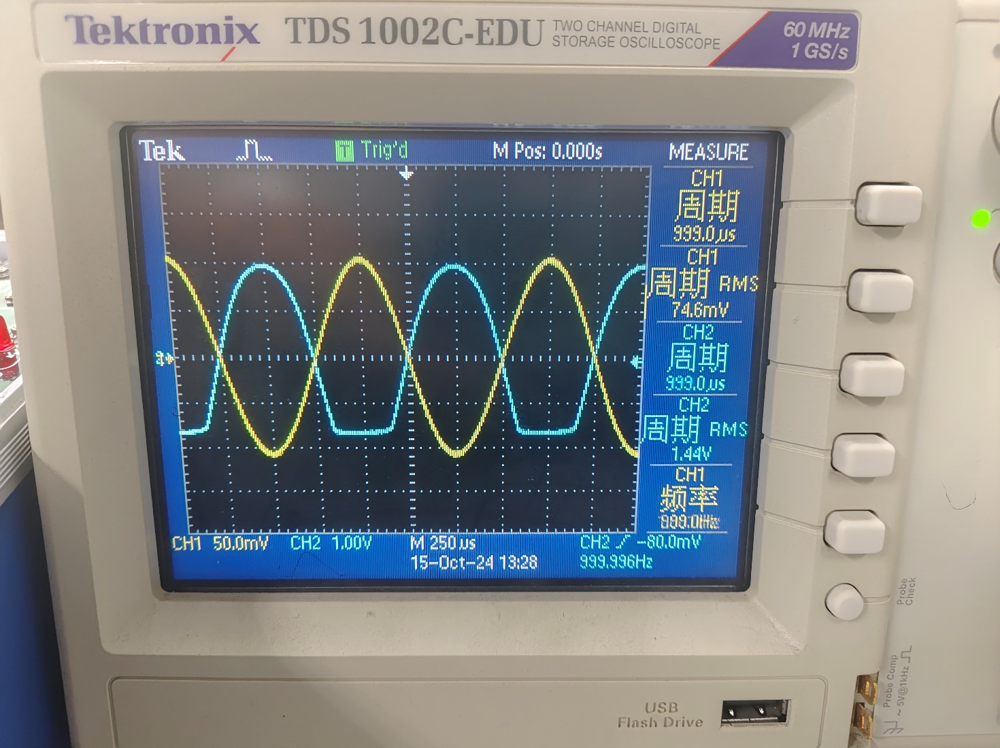 Tektronix TDS 1002C-EDU TWO CHANNEL DIGITAL STORAGE OSCILLOSCOPE
60 MHz
1 GS/s
Tek Trig'd M Pos: 0.000s MEASURE
CH1
周期
999.0µs
CH1
周期 RMS
74.6mV
CH2
周期
999.0µs
CH2
周期 RMS
1.44V
CH1
频率
CH1 50.0mV CH2 1.00V M 250µs CH2 -80.0mV
15-Oct-24 13:28 999.996Hz
USB
Flash Drive
Probe
Check
Probe Comp
~ 5V@1kHz